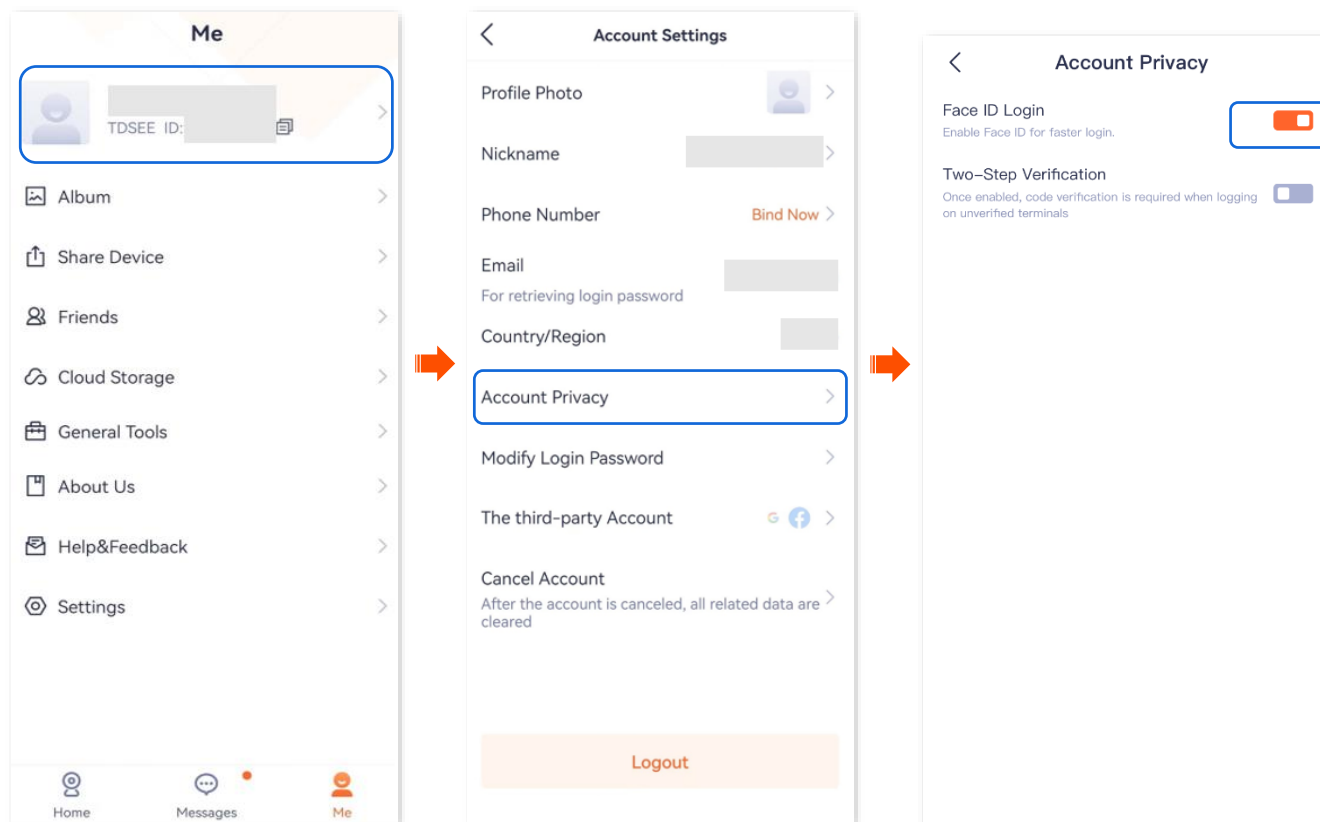 Me
TDSEE ID:
Album
Share Device
Friends
Cloud Storage
General Tools
About Us
Help&Feedback
Settings
Home
Messages
Me
Account Settings
Profile Photo
Nickname
Phone Number
Bind Now
Email
For retrieving login password
Country/Region
Account Privacy
Modify Login Password
The third-party Account
G f
Cancel Account
After the account is canceled, all related data are
cleared
Logout
Account Privacy
Face ID Login
Enable Face ID for faster login.
Two-Step Verification
Once enabled, code verification is required when logging
on unverified terminals